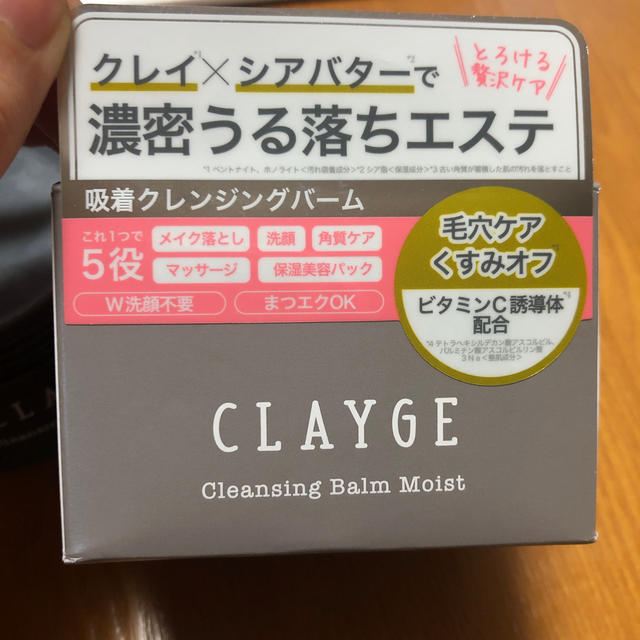 クレイ*1×シアバター*2で
とろける
贅沢ケア
濃密うる落ちエステ
*1 ベントナイト、ホノライト<汚れ吸着成分>*2 シア脂<保湿成分>*3 古い角質が蓄積した肌の汚れを落とすこと
吸着クレンジングバーム
これ1つで
5役
メイク落とし
洗顔
角質ケア
マッサージ
保湿美容パック
W洗顔不要
まつエクOK
毛穴ケア
くすみオフ*3
ビタミンC誘導体*4
配合
*4 テトラヘキシルデカン酸アスコルビル、
パルミチン酸アスコルビルリン酸
3Na<整肌成分>
CLAYGE
Cleansing Balm Moist